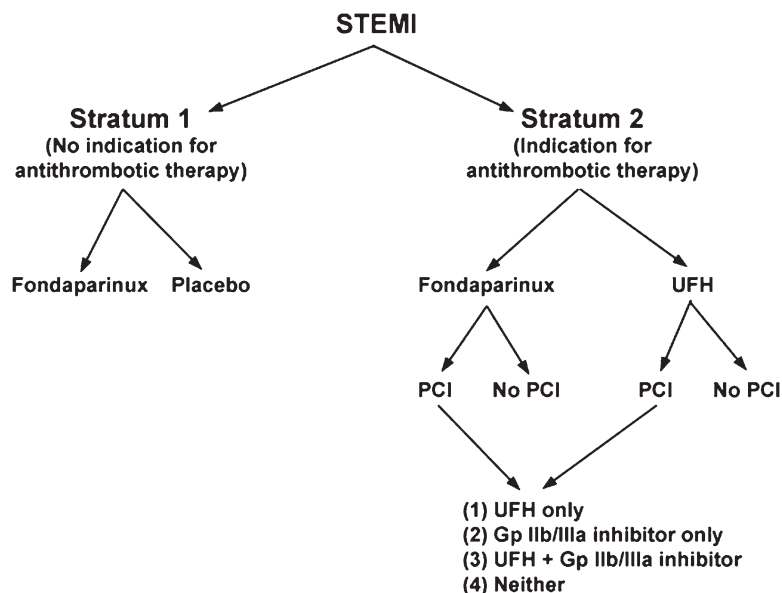 STEMI
Stratum 1
(No indication for
antithrombotic therapy)
Stratum 2
(Indication for
antithrombotic therapy)
Fondaparinux
Placebo
Fondaparinux
UFH
PCI
No PCI
PCI
No PCI
(1) UFH only
(2) Gp IIb/IIIa inhibitor only
(3) UFH + Gp IIb/IIIa inhibitor
(4) Neither